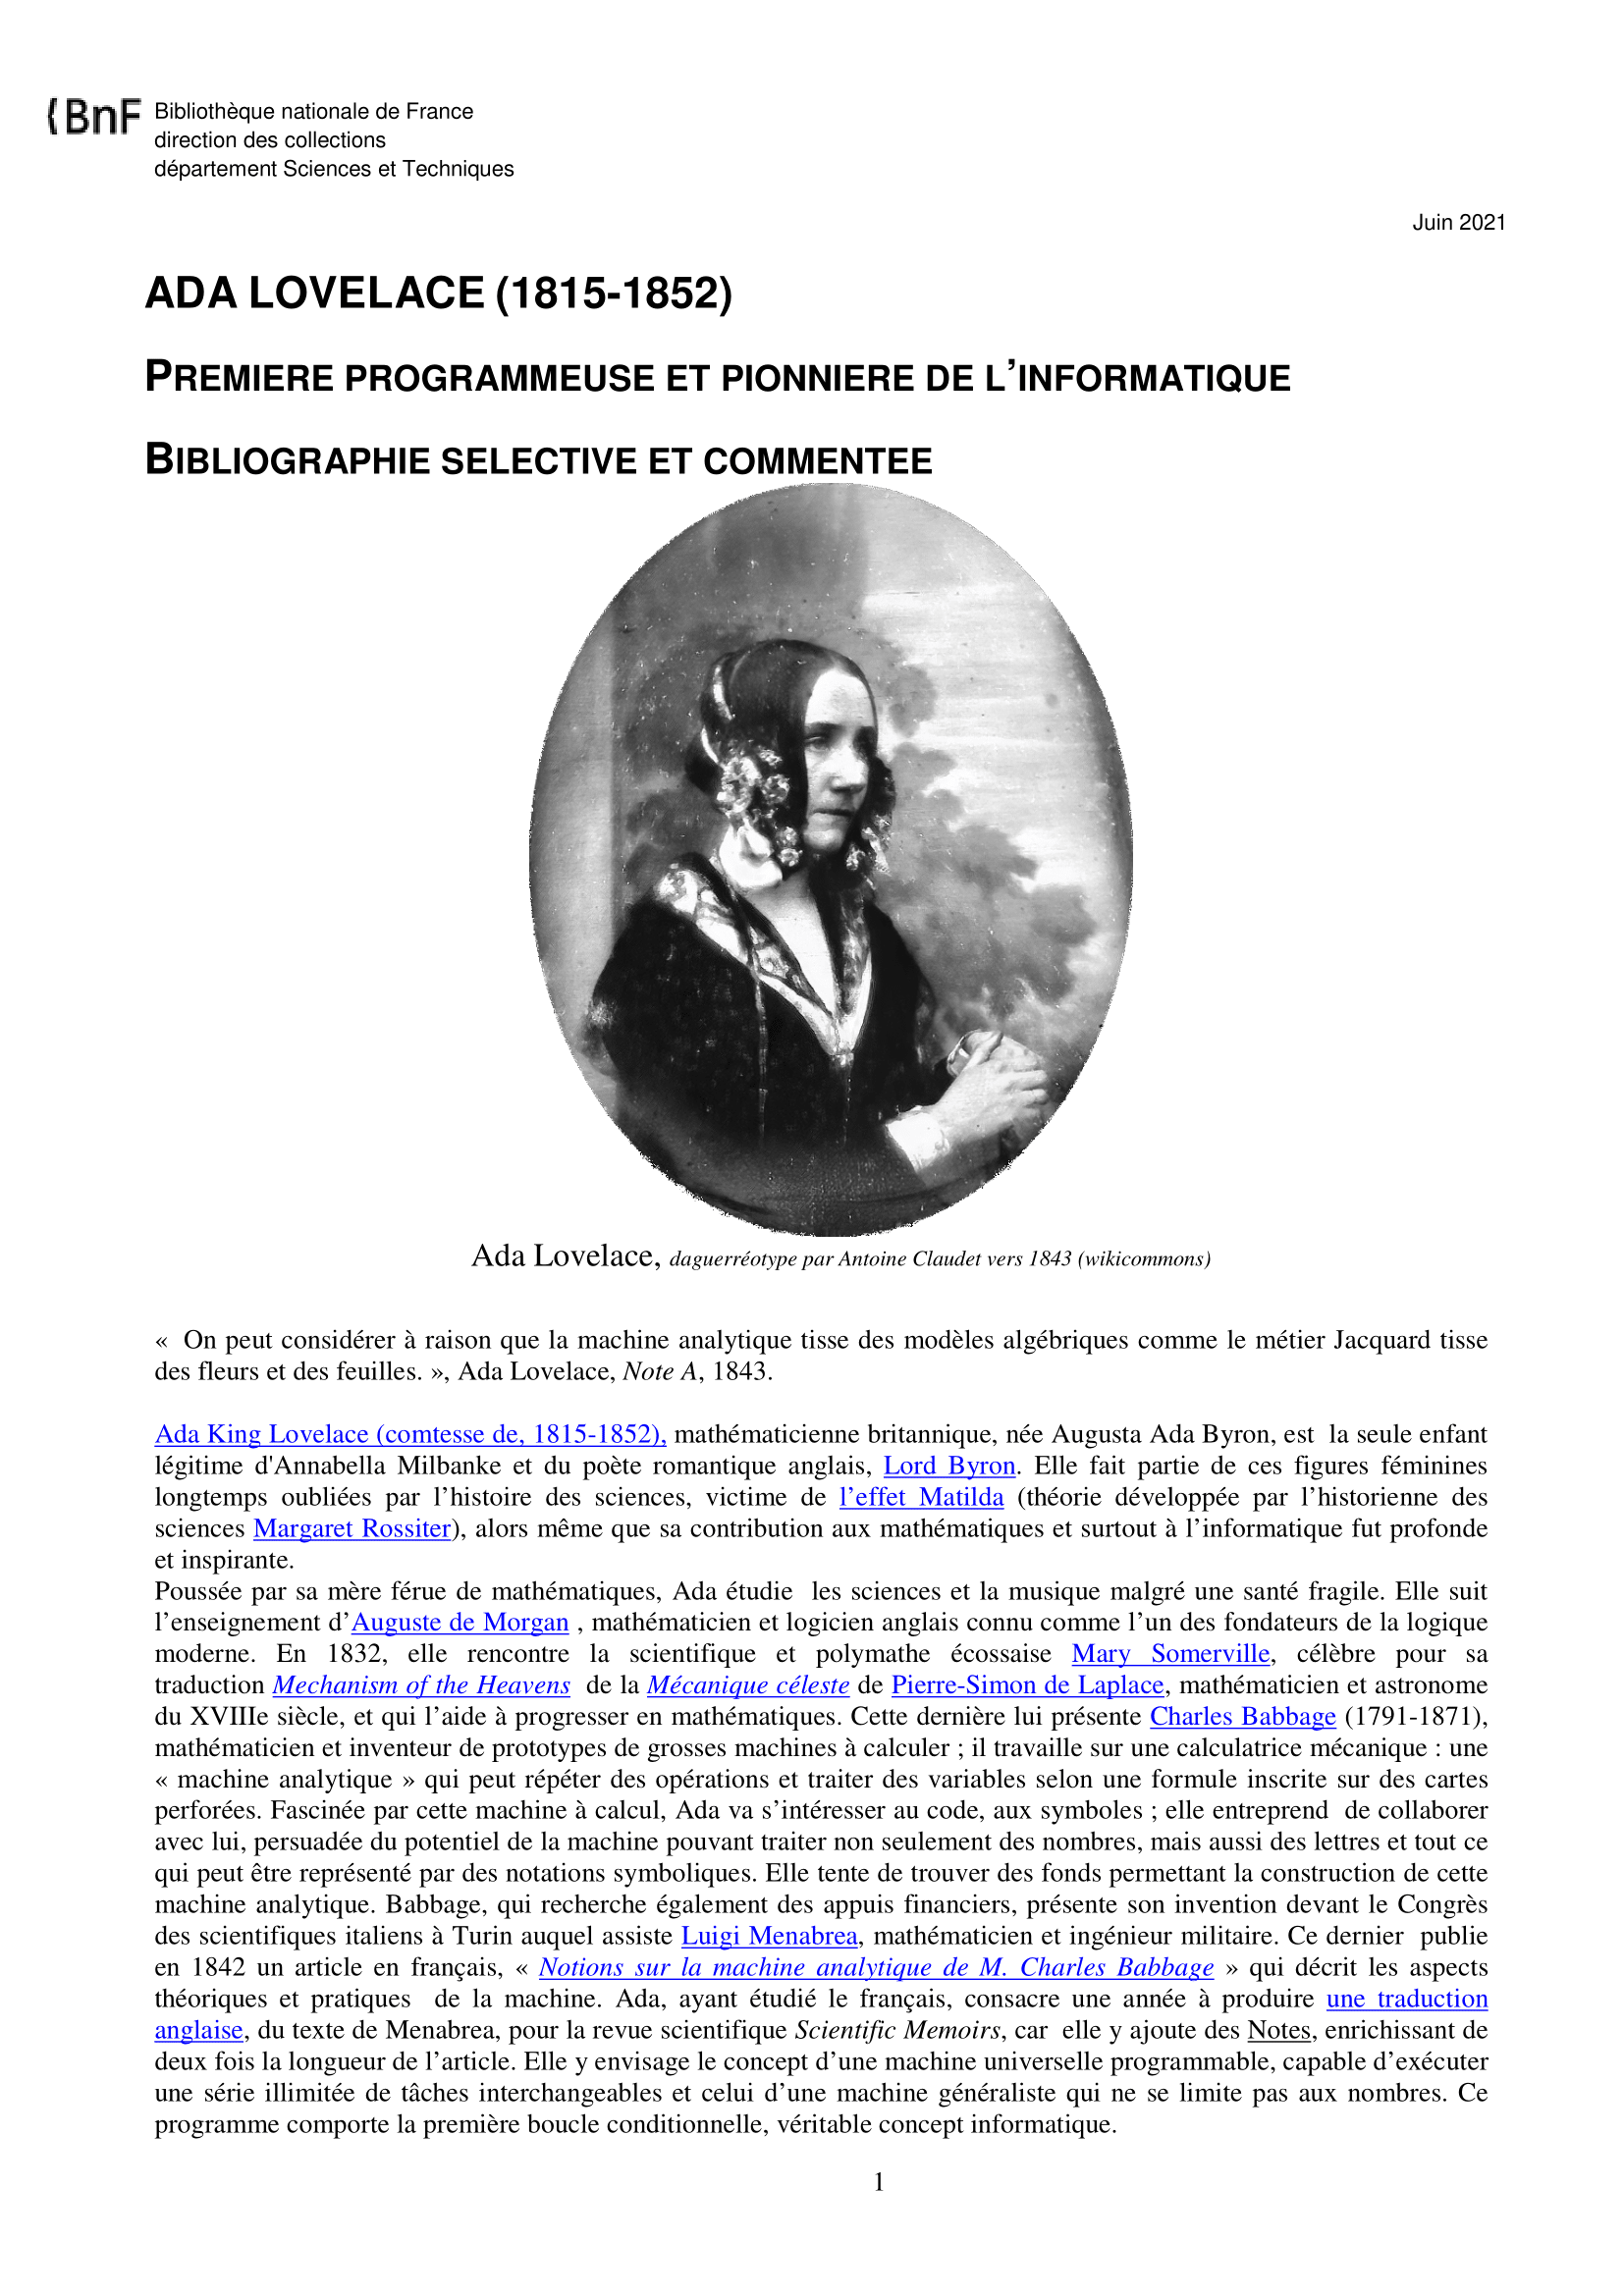 {BnF Bibliothèque nationale de France
direction des collections
département Sciences et Techniques
Juin 2021
ADA LOVELACE (1815-1852)
PREMIERE PROGRAMMEUSE ET PIONNIERE DE L’INFORMATIQUE
BIBLIOGRAPHIE SELECTIVE ET COMMENTEE
Ada Lovelace, daguerréotype par Antoine Claudet vers 1843 (wikicommons)
« On peut considérer à raison que la machine analytique tisse des modèles algébriques comme le métier Jacquard tisse
des fleurs et des feuilles. », Ada Lovelace, Note A, 1843.
Ada King Lovelace (comtesse de, 1815-1852), mathématicienne britannique, née Augusta Ada Byron, est la seule enfant
légitime d'Annabella Milbanke et du poète romantique anglais, Lord Byron. Elle fait partie de ces figures féminines
longtemps oubliées par l’histoire des sciences, victime de l’effet Matilda (théorie développée par l’historienne des
sciences Margaret Rossiter), alors même que sa contribution aux mathématiques et surtout à l’informatique fut profonde
et inspirante.
Poussée par sa mère férue de mathématiques, Ada étudie les sciences et la musique malgré une santé fragile. Elle suit
l’enseignement d’Auguste de Morgan , mathématicien et logicien anglais connu comme l’un des fondateurs de la logique
moderne. En 1832, elle rencontre la scientifique et polymathe écossaise Mary Somerville, célèbre pour sa
traduction Mechanism of the Heavens de la Mécanique céleste de Pierre-Simon de Laplace, mathématicien et astronome
du XVIIIe siècle, et qui l’aide à progresser en mathématiques. Cette dernière lui présente Charles Babbage (1791-1871),
mathématicien et inventeur de prototypes de grosses machines à calculer ; il travaille sur une calculatrice mécanique : une
« machine analytique » qui peut répéter des opérations et traiter des variables selon une formule inscrite sur des cartes
perforées. Fascinée par cette machine à calcul, Ada va s’intéresser au code, aux symboles ; elle entreprend de collaborer
avec lui, persuadée du potentiel de la machine pouvant traiter non seulement des nombres, mais aussi des lettres et tout ce
qui peut être représenté par des notations symboliques. Elle tente de trouver des fonds permettant la construction de cette
machine analytique. Babbage, qui recherche également des appuis financiers, présente son invention devant le Congrès
des scientifiques italiens à Turin auquel assiste Luigi Menabrea, mathématicien et ingénieur militaire. Ce dernier publie
en 1842 un article en français, « Notions sur la machine analytique de M. Charles Babbage » qui décrit les aspects
théoriques et pratiques de la machine. Ada, ayant étudié le français, consacre une année à produire une traduction
anglaise, du texte de Menabrea, pour la revue scientifique Scientific Memoirs, car elle y ajoute des Notes, enrichissant de
deux fois la longueur de l’article. Elle y envisage le concept d’une machine universelle programmable, capable d’exécuter
une série illimitée de tâches interchangeables et celui d’une machine généraliste qui ne se limite pas aux nombres. Ce
programme comporte la première boucle conditionnelle, véritable concept informatique.
1